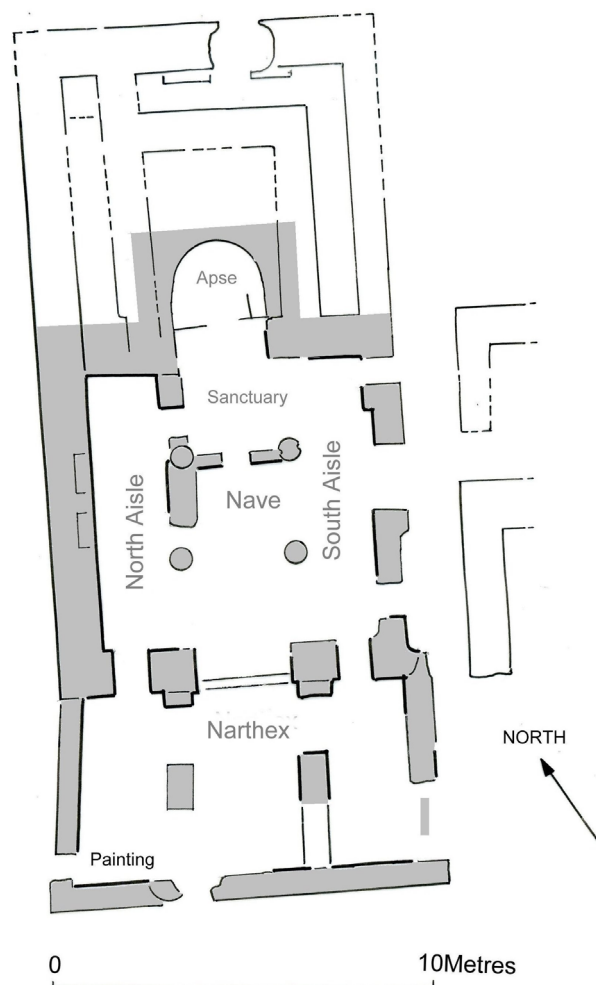 Apse
Sanctuary
North Aisle
Nave
South Aisle
Narthex
NORTH
Painting
0
10Metres